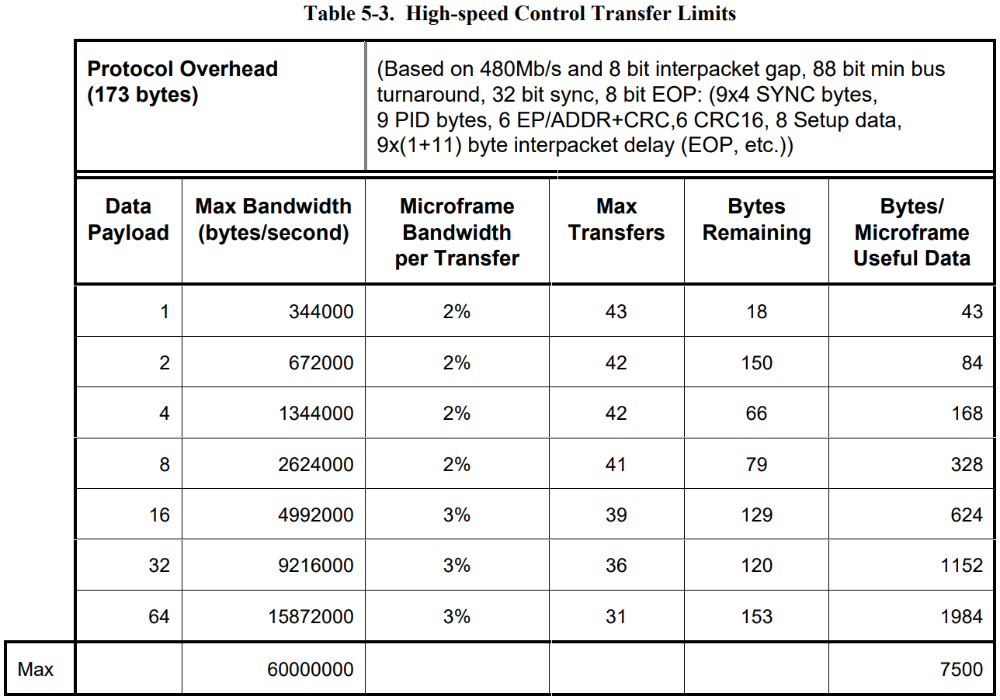 Table 5-3. High-speed Control Transfer Limits
Protocol Overhead
(173 bytes)
(Based on 480Mb/s and 8 bit interpacket gap, 88 bit min bus
turnaround, 32 bit sync, 8 bit EOP: (9x4 SYNC bytes,
9 PID bytes, 6 EP/ADDR+CRC,6 CRC16, 8 Setup data,
9x(1+11) byte interpacket delay (EOP, etc.))
Data
Payload
Max Bandwidth
(bytes/second)
Microframe
Bandwidth
per Transfer
Max
Transfers
Bytes
Remaining
Bytes/
Microframe
Useful Data
1 344000 2% 43 18 43
2 672000 2% 42 150 84
4 1344000 2% 42 66 168
8 2624000 2% 41 79 328
16 4992000 3% 39 129 624
32 9216000 3% 36 120 1152
64 15872000 3% 31 153 1984
Max 60000000 7500